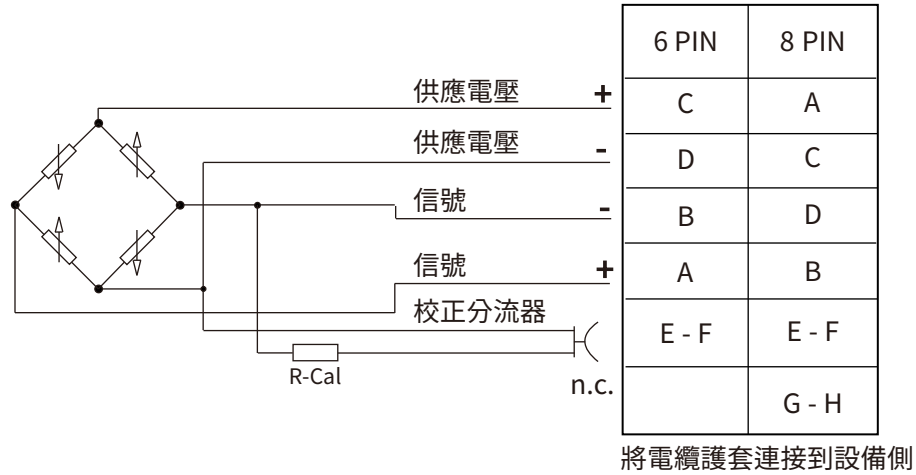 6 PIN 8 PIN
供應電壓 + C A
供應電壓 - D C
信號 - B D
信號 + A B
校正分流器 E - F E - F
R-Cal
n.c. G - H
將電纜護套連接到設備側